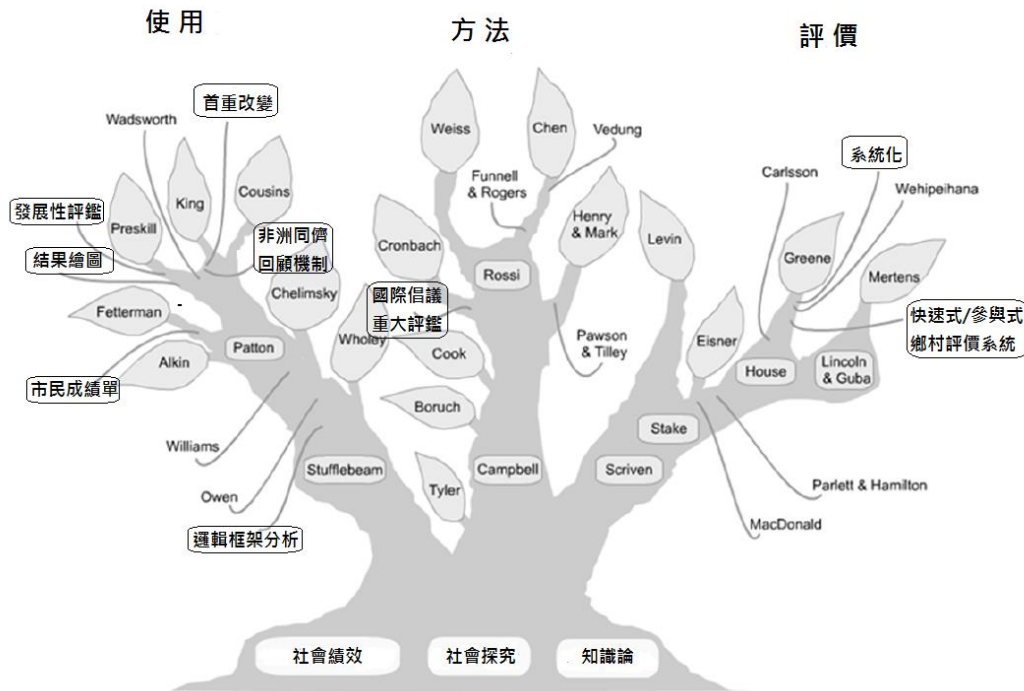 使用
方法
評價
Wadsworth
首重改變
Preskill
King
Cousins
發展性評鑑
結果繪圖
非洲同儕
回顧機制
Chelimsky
Fetterman
Alkin
Patton
市民成績單
Williams
Owen
邏輯框架分析
Stufflebeam
Weiss
Chen
Vedung
Funnell
& Rogers
Henry
& Mark
Cronbach
Rossi
國際倡議
重大評鑑
Wholey
Cook
Pawson
& Tilley
Boruch
Tyler
Campbell
Levin
Carlsson
系統化
Wehipeihana
Greene
Mertens
快速式/參與式
鄉村評價系統
Eisner
House
Lincoln
& Guba
Stake
Scriven
Parlett & Hamilton
MacDonald
社會績效
社會探究
知識論